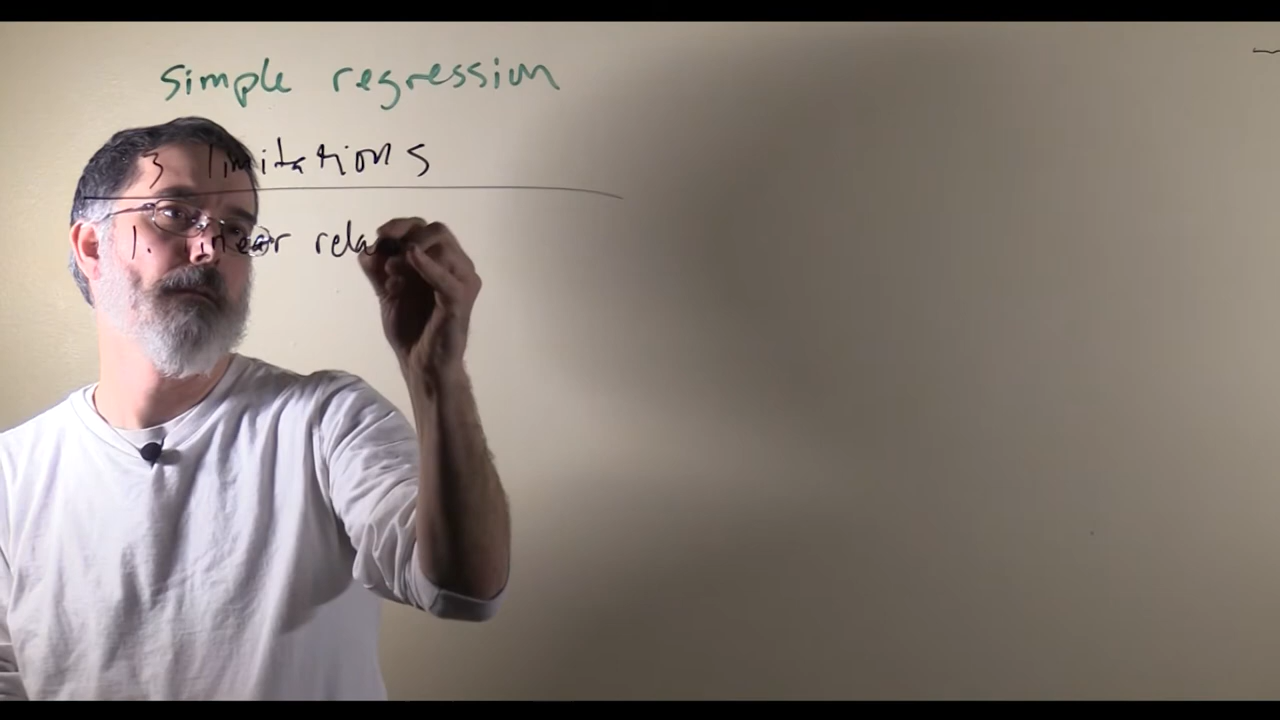 simple regression
3 limitations
1. linear rela